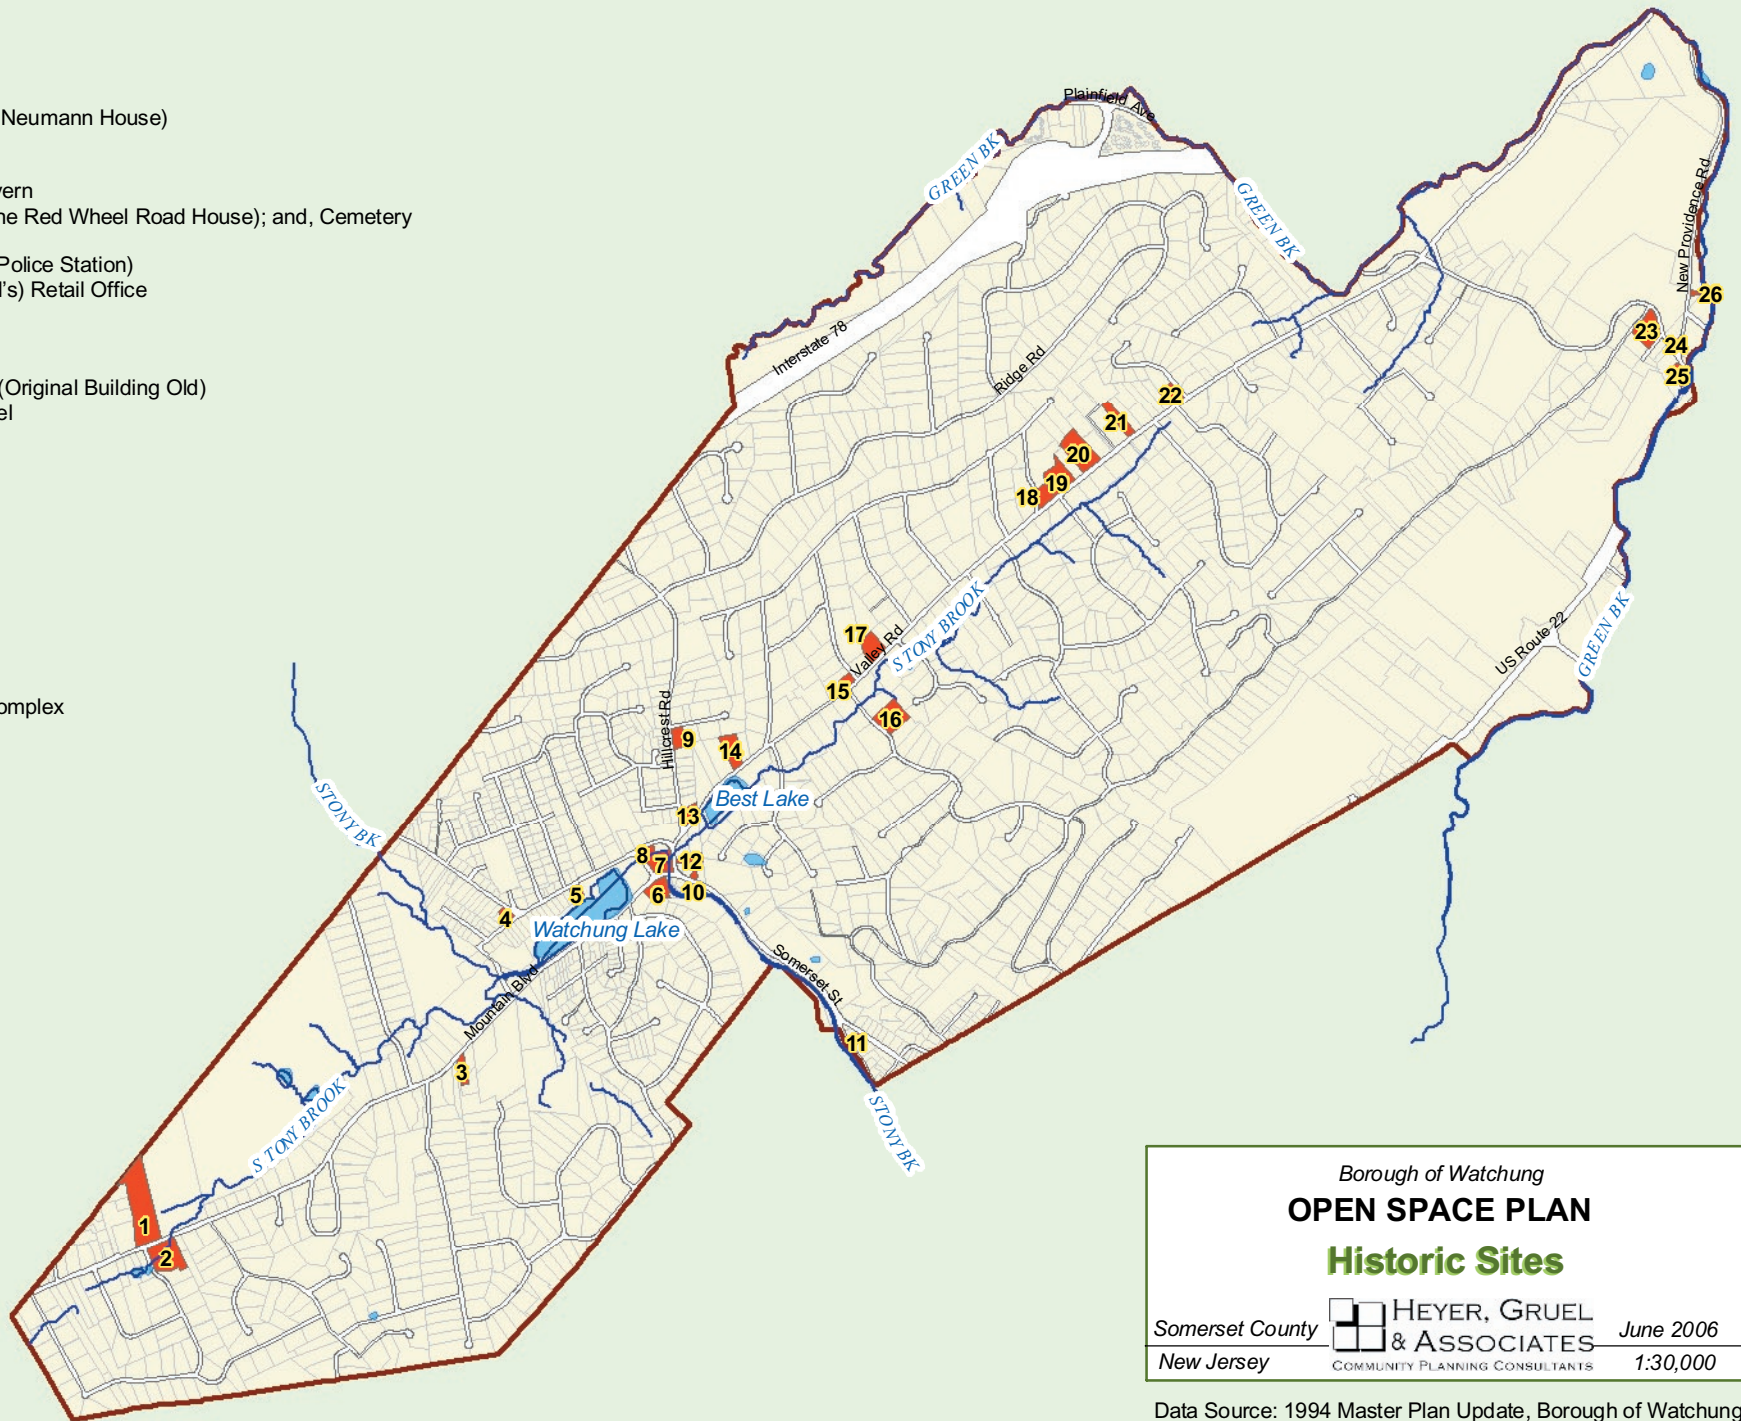 Neumann House)
vern
he Red Wheel Road House); and, Cemetery
Police Station)
l's) Retail Office
(Original Building Old)
el
omplex
Plainfield Ave
GREEN BK
GREEN BK
New Providence Rd
26
Interstate 78
23
24
Ridge Rd
25
22
21
20
19
18
STONY BROOK
GREEN BK
US Route 22
17
Valley Rd
15
16
Hillcrest Rd
9
14
Best Lake
STONY BK
13
8
7
12
5
6
10
4
Watchung Lake
Somerset St
Mountain Blvd
11
3
STONY BROOK
STONY BK
1
2
Borough of Watchung
OPEN SPACE PLAN
Historic Sites
HEYER, GRUEL
Somerset County
& ASSOCIATES
June 2006
New Jersey
COMMUNITY PLANNING CONSULTANTS
1:30,000
Data Source: 1994 Master Plan Update, Borough of Watchung